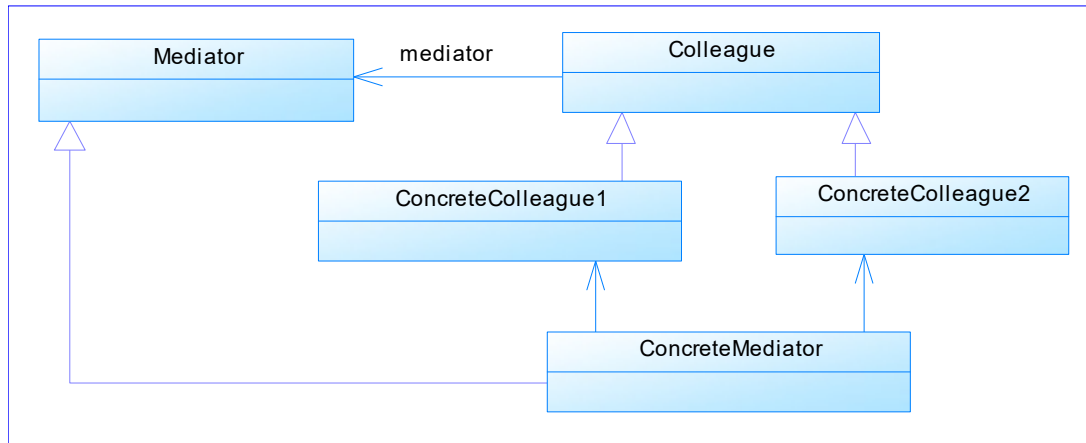 Mediator
mediator
Colleague
ConcreteColleague1
ConcreteColleague2
ConcreteMediator